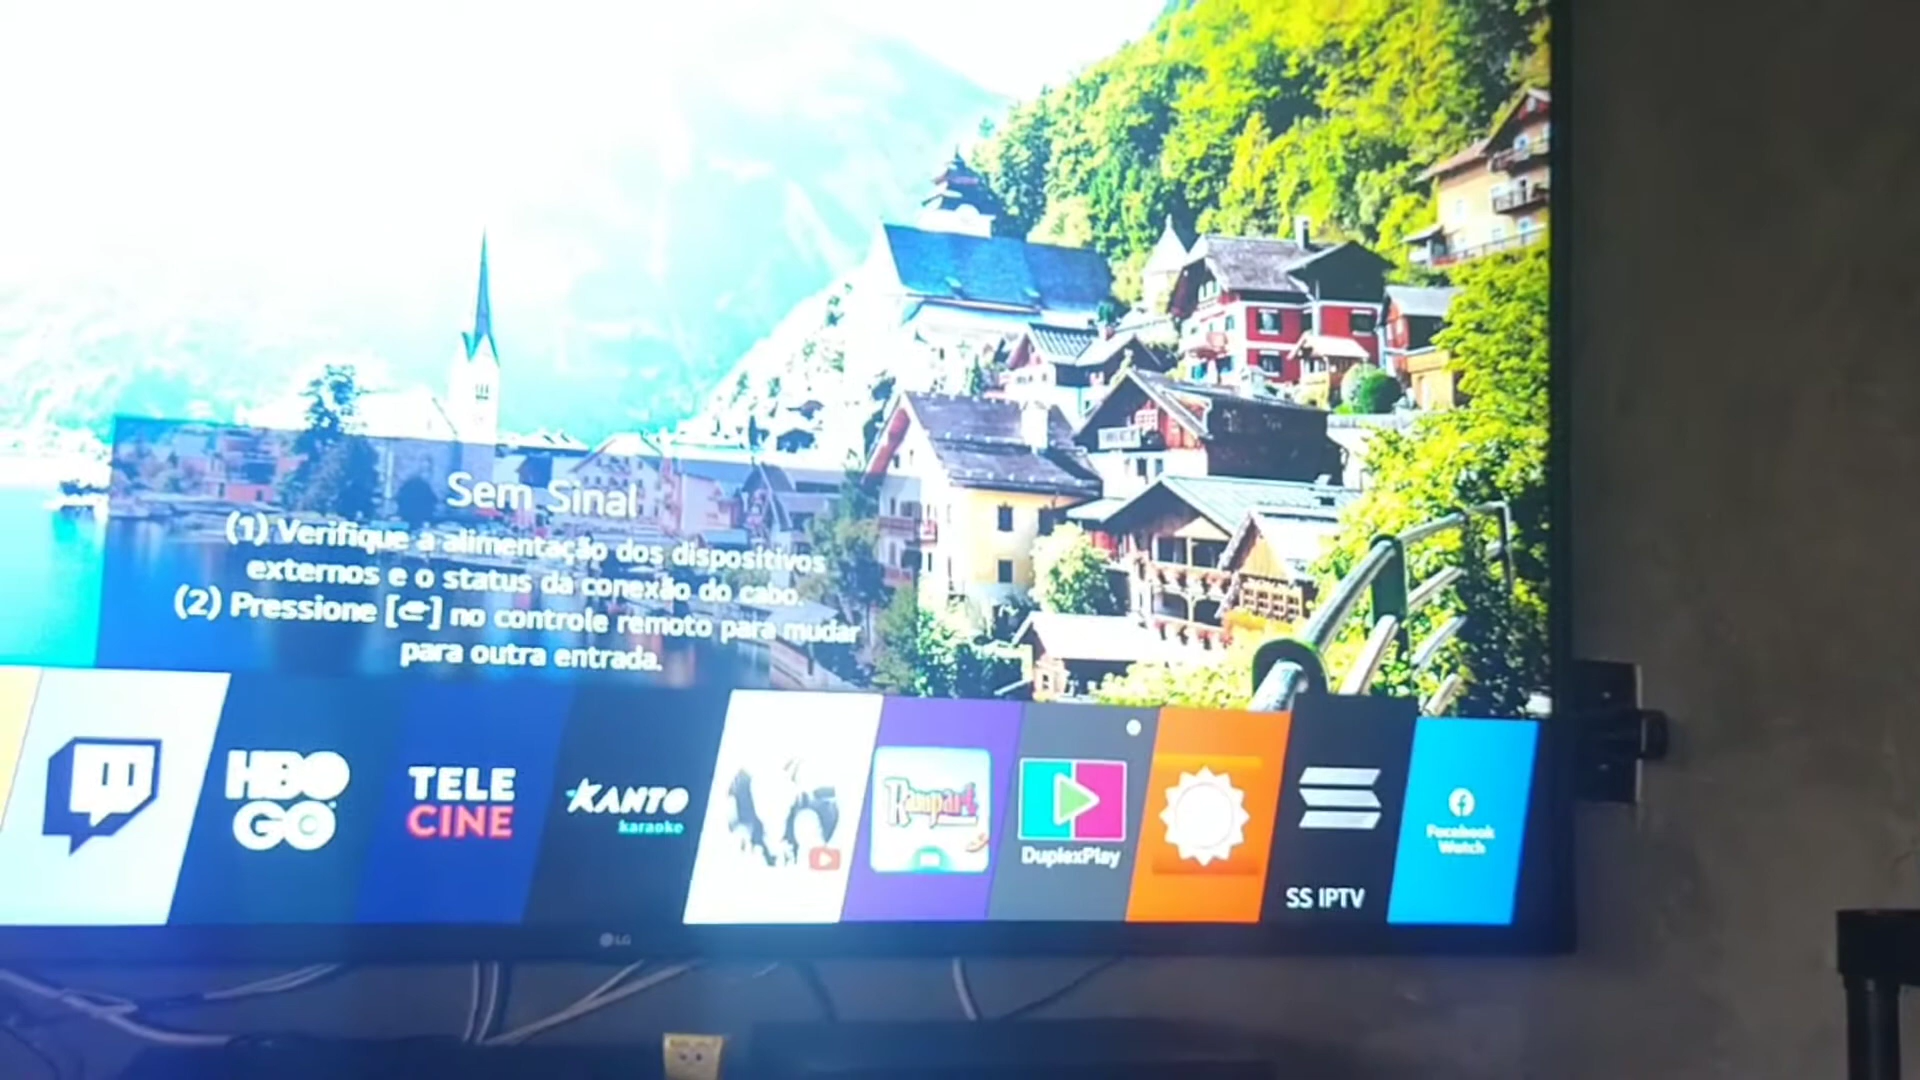 Sem Sinal
(1) Verifique a alimentação dos dispositivos
externos e o status da conexão do cabo.
(2) Pressione [ ] no controle remoto para mudar
para outra entrada.
HBO
GO
TELE
CINE
KANTO
karaoke
Rampart
DuplexPlay
SS IPTV
Facebook
Watch
LG